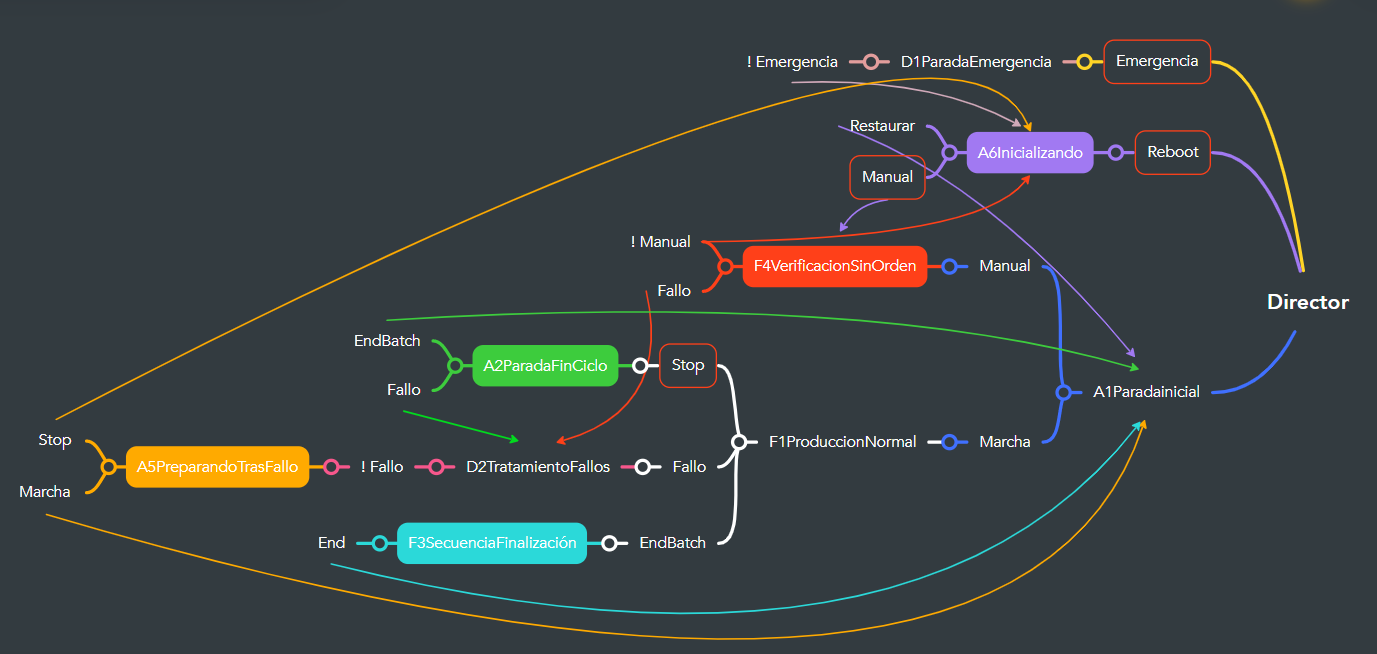 ! Emergencia
D1ParadaEmergencia
Emergencia
Restaurar
A6Inicializando
Reboot
Manual
! Manual
F4VerificacionSinOrden
Manual
Fallo
Director
EndBatch
A2ParadaFinCiclo
Stop
Fallo
A1Paradainicial
Stop
F1ProduccionNormal
Marcha
A5PreparandoTrasFallo
! Fallo
D2TratamientoFallos
Fallo
Marcha
End
F3SecuenciaFinalización
EndBatch